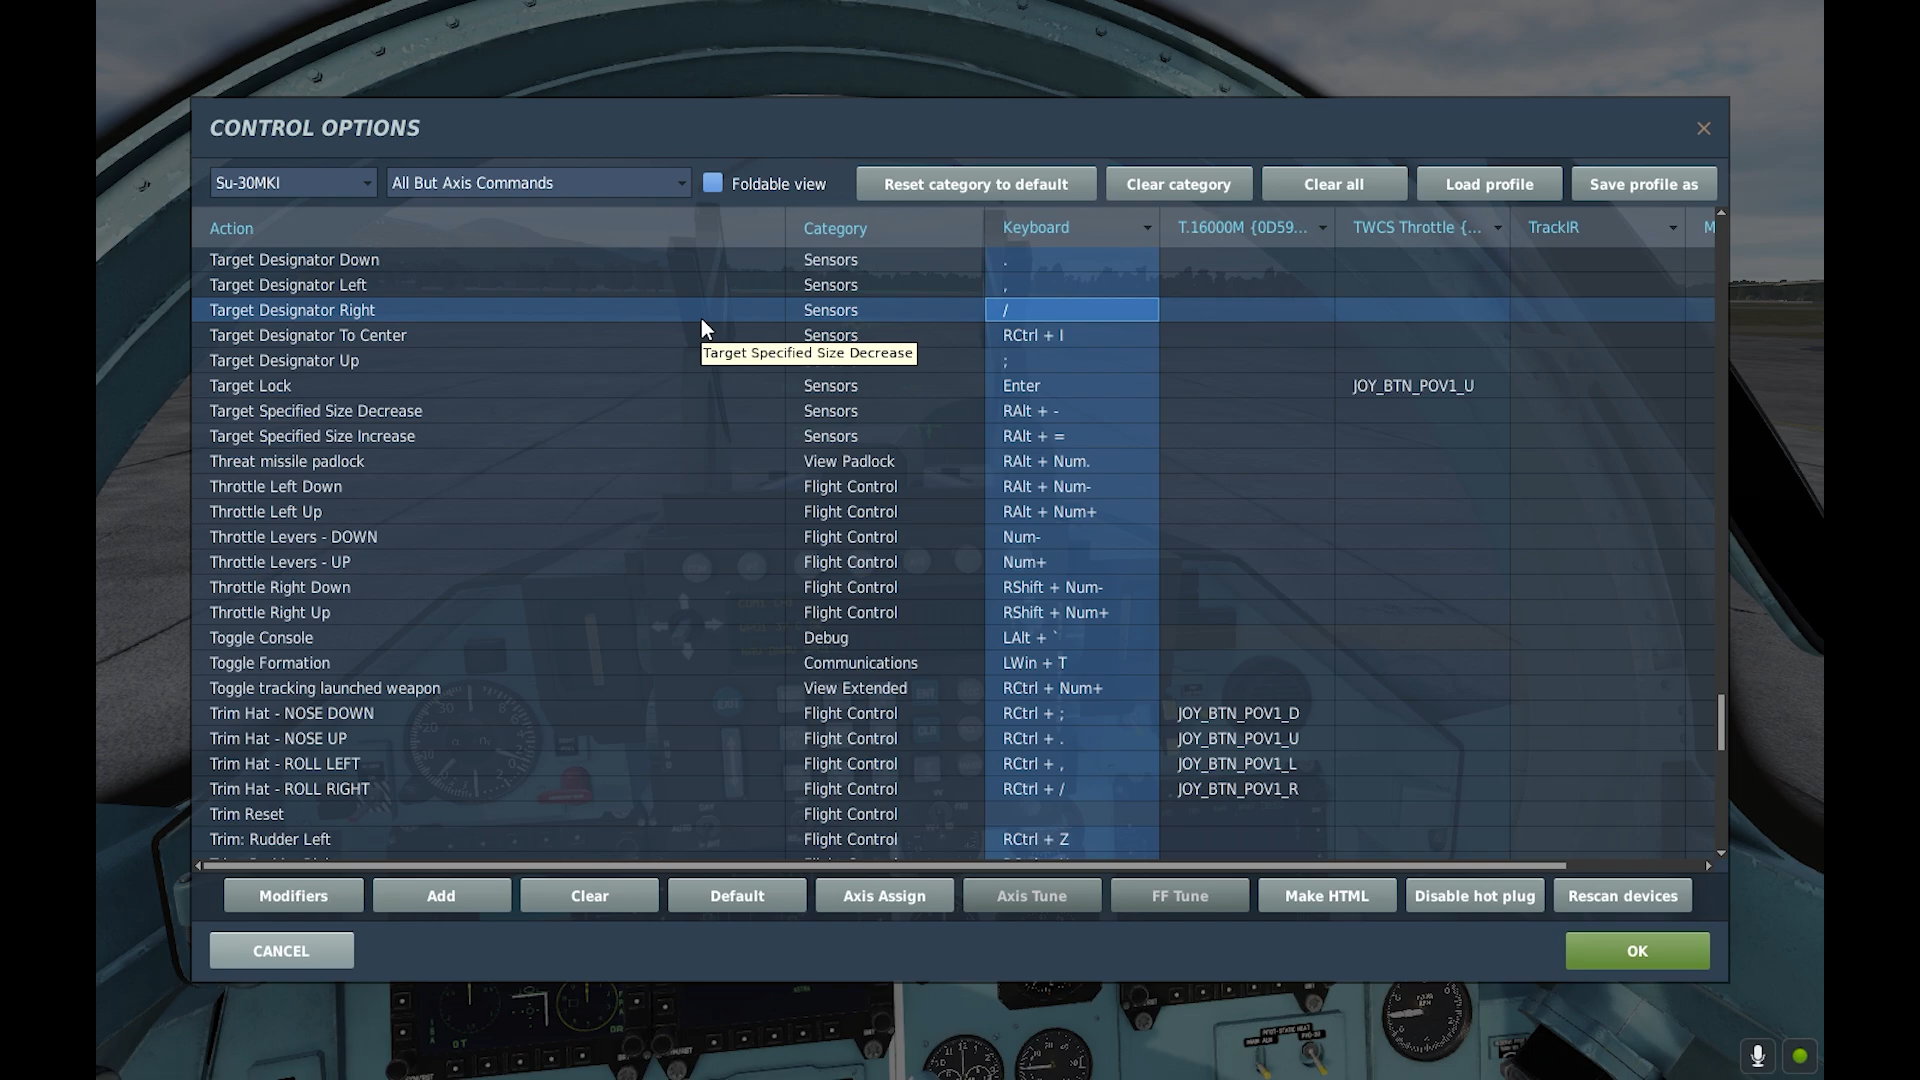 CONTROL OPTIONS
Su-30MKI All But Axis Commands Foldable view Reset category to default Clear category Clear all Load profile Save profile as
Action Category Keyboard T.16000M {0D59... TWCS Throttle {... TrackIR M
Target Designator Down Sensors .
Target Designator Left Sensors ,
Target Designator Right Sensors /
Target Designator To Center Sensors RCtrl + I
Target Specified Size Decrease
Target Designator Up ;
Target Lock Sensors Enter JOY_BTN_POV1_U
Target Specified Size Decrease Sensors RAlt + -
Target Specified Size Increase Sensors RAlt + =
Threat missile padlock View Padlock RAlt + Num.
Throttle Left Down Flight Control RAlt + Num-
Throttle Left Up Flight Control RAlt + Num+
Throttle Levers - DOWN Flight Control Num-
Throttle Levers - UP Flight Control Num+
Throttle Right Down Flight Control RShift + Num-
Throttle Right Up Flight Control RShift + Num+
Toggle Console Debug LAlt + `
Toggle Formation Communications LWin + T
Toggle tracking launched weapon View Extended RCtrl + Num+
Trim Hat - NOSE DOWN Flight Control RCtrl + ; JOY_BTN_POV1_D
Trim Hat - NOSE UP Flight Control RCtrl + . JOY_BTN_POV1_U
Trim Hat - ROLL LEFT Flight Control RCtrl + , JOY_BTN_POV1_L
Trim Hat - ROLL RIGHT Flight Control RCtrl + / JOY_BTN_POV1_R
Trim Reset Flight Control
Trim: Rudder Left Flight Control RCtrl + Z
Modifiers Add Clear Default Axis Assign Axis Tune FF Tune Make HTML Disable hot plug Rescan devices
CANCEL OK